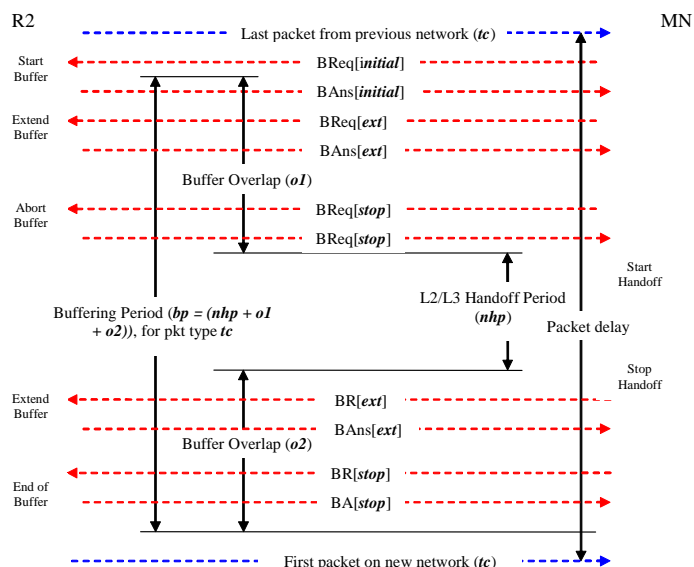 R2
MN
Last packet from previous network (tc)
Start
Buffer
BReq[initial]
BAns[initial]
Extend
Buffer
BReq[ext]
BAns[ext]
Buffer Overlap (o1)
Abort
Buffer
BReq[stop]
BReq[stop]
Start
Handoff
L2/L3 Handoff Period
(nhp)
Buffering Period (bp = (nhp + o1
+ o2)), for pkt type tc
Packet delay
Stop
Handoff
Extend
Buffer
BR[ext]
BAns[ext]
Buffer Overlap (o2)
End of
Buffer
BR[stop]
BA[stop]
First packet on new network (tc)